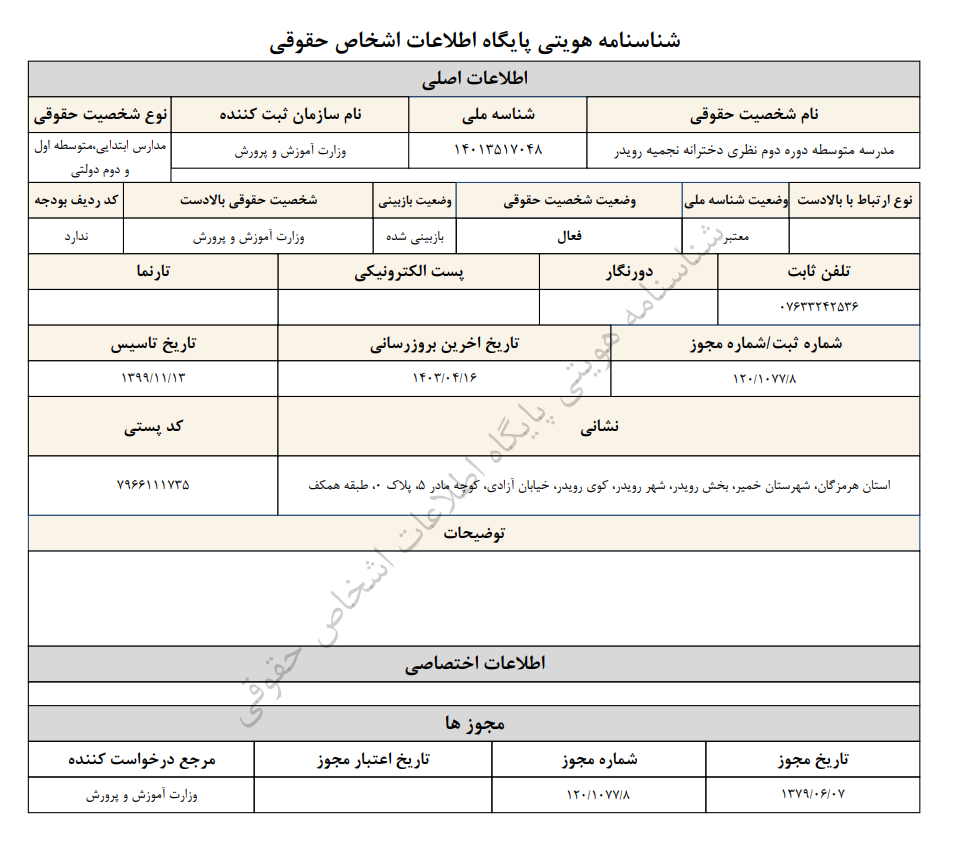 شناسنامه هویتی پایگاه اطلاعات اشخاص حقوقی
اطلاعات اصلی
نام شخصیت حقوقی
شناسه ملی
نام سازمان ثبت کننده
نوع شخصیت حقوقی
مدرسه متوسطه دوره دوم نظری دخترانه نجمیه رویدر
۱۴۰۱۳۵۱۷۰۴۸
وزارت آموزش و پرورش
مدارس ابتدایی،متوسطه اول
و دوم دولتی
نوع ارتباط با بالادست
وضعیت شناسه ملی
وضعیت شخصیت حقوقی
وضعیت بازبینی
شخصیت حقوقی بالادست
کد ردیف بودجه
معتبر
فعال
بازبینی شده
وزارت آموزش و پرورش
ندارد
تلفن ثابت
دورنگار
پست الکترونیکی
تارنما
۰۷۶۳۳۲۴۲۵۳۶
شماره ثبت/شماره مجوز
تاریخ اخرین بروزرسانی
تاریخ تاسیس
۱۲۰/۱۰۷۷/۸
۱۴۰۳/۰۴/۱۶
۱۳۹۹/۱۱/۱۳
نشانی
کد پستی
استان هرمزگان، شهرستان خمیر، بخش رویدر، شهر رویدر، کوی رویدر، خیابان آزادی، کوچه مادر ۵، پلاک ۰، طبقه همکف
۷۹۶۶۱۱۱۷۳۵
توضیحات
اطلاعات اختصاصی
مجوز ها
تاریخ مجوز
شماره مجوز
تاریخ اعتبار مجوز
مرجع درخواست کننده
۱۳۷۹/۰۶/۰۷
۱۲۰/۱۰۷۷/۸
وزارت آموزش و پرورش
شناسنامه هویتی پایگاه اطلاعات اشخاص حقوقی